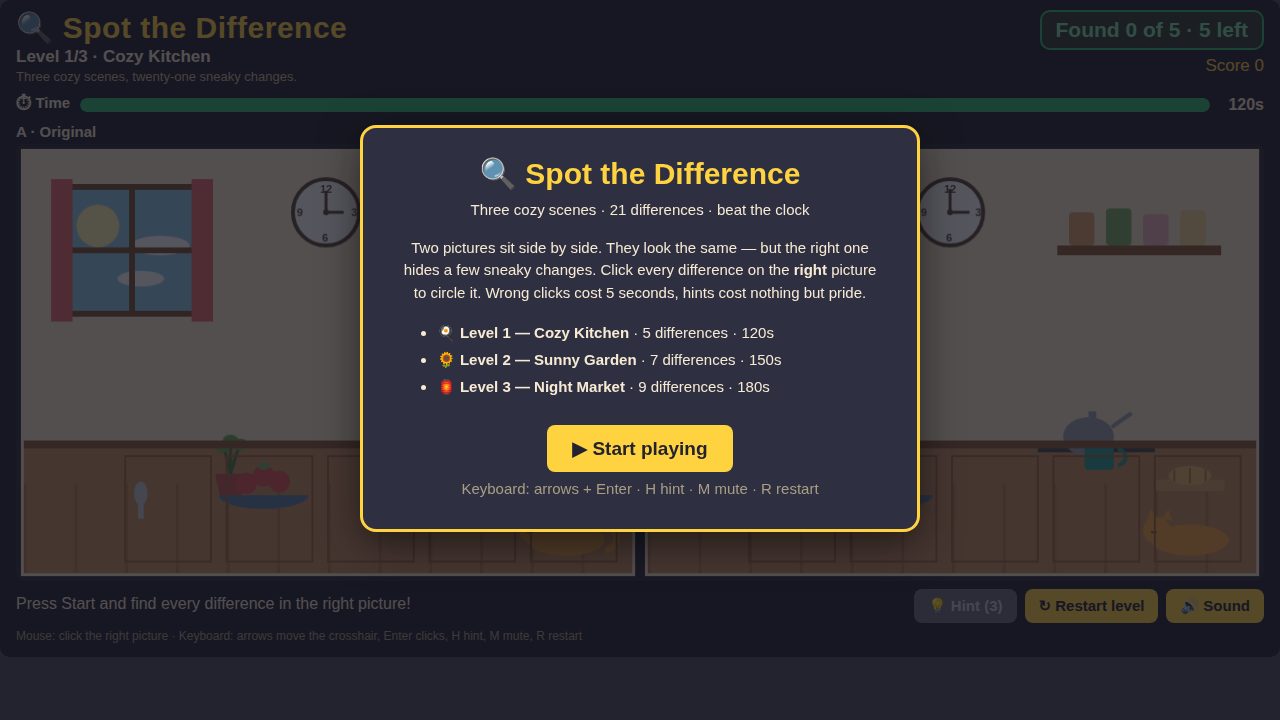 🔍 Spot the Difference
Level 1/3 · Cozy Kitchen
Three cozy scenes, twenty-one sneaky changes.
Found 0 of 5 · 5 left
Score 0
⏱ Time
120s
A · Original
12
9
3
6
12
9
3
6
🔍 Spot the Difference
Three cozy scenes · 21 differences · beat the clock
Two pictures sit side by side. They look the same — but the right one
hides a few sneaky changes. Click every difference on the right picture
to circle it. Wrong clicks cost 5 seconds, hints cost nothing but pride.
• 🍳 Level 1 — Cozy Kitchen · 5 differences · 120s
• 🌻 Level 2 — Sunny Garden · 7 differences · 150s
• 🏮 Level 3 — Night Market · 9 differences · 180s
▶ Start playing
Keyboard: arrows + Enter · H hint · M mute · R restart
Press Start and find every difference in the right picture!
💡 Hint (3)
↻ Restart level
🔊 Sound
Mouse: click the right picture · Keyboard: arrows move the crosshair, Enter clicks, H hint, M mute, R restart